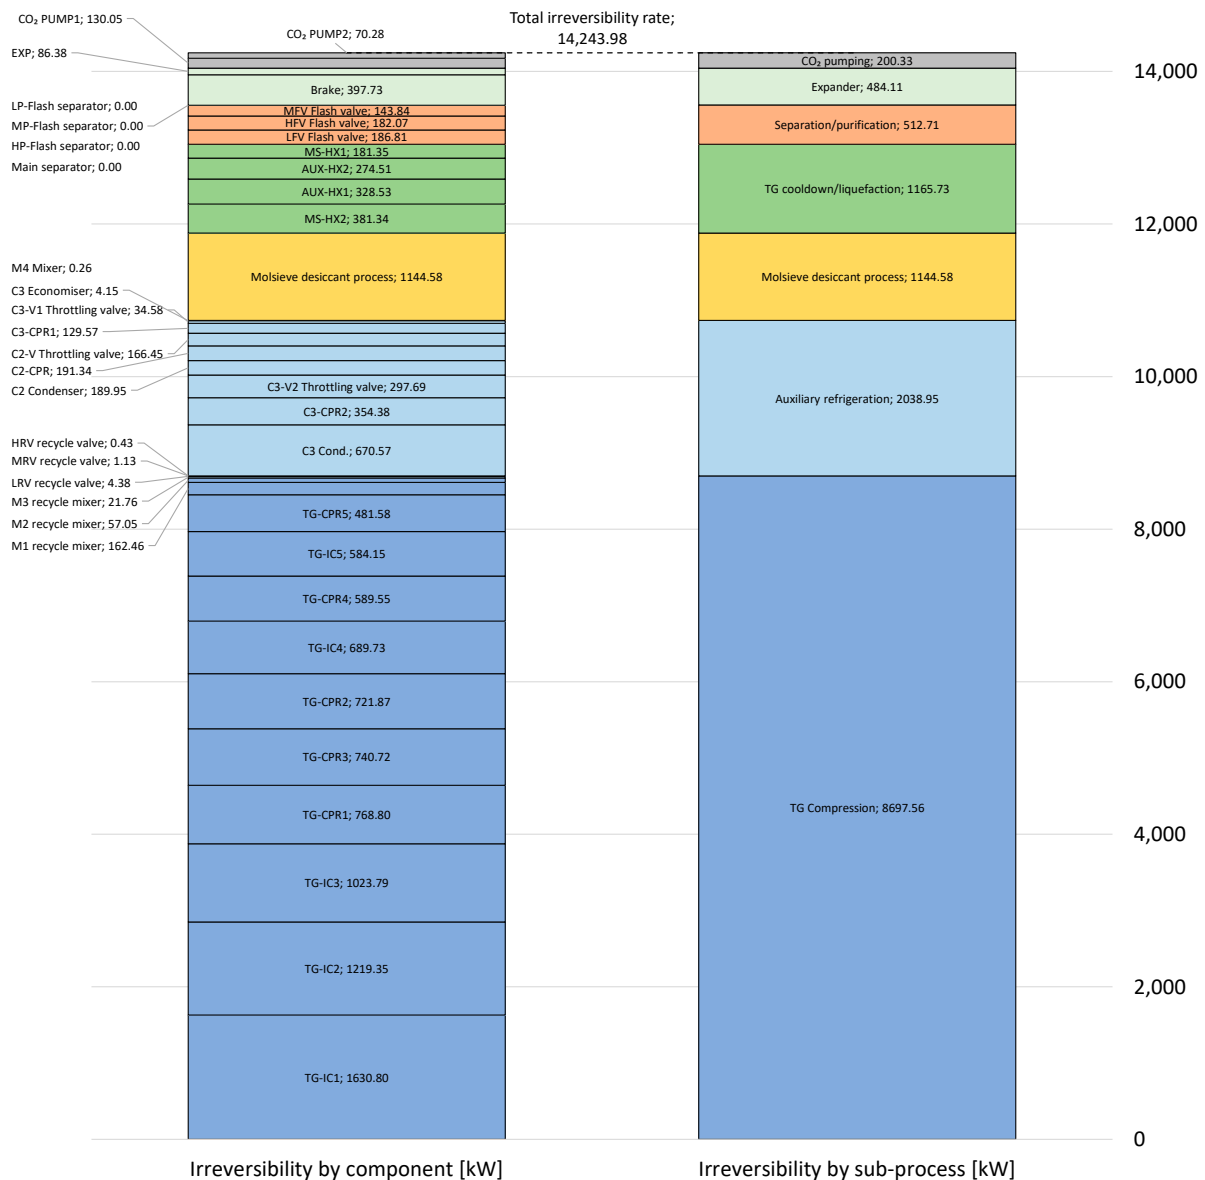 CO₂ PUMP1; 130.05
Total irreversibility rate;
14,243.98
CO₂ PUMP2; 70.28
EXP; 86.38
LP-Flash separator; 0.00
MP-Flash separator; 0.00
HP-Flash separator; 0.00
Main separator; 0.00
M4 Mixer; 0.26
C3 Economiser; 4.15
C3-V1 Throttling valve; 34.58
C3-CPR1; 129.57
C2-V Throttling valve; 166.45
C2-CPR; 191.34
C2 Condenser; 189.95
HRV recycle valve; 0.43
MRV recycle valve; 1.13
LRV recycle valve; 4.38
M3 recycle mixer; 21.76
M2 recycle mixer; 57.05
M1 recycle mixer; 162.46
Brake; 397.73
MFV Flash valve; 143.84
HFV Flash valve; 182.07
LFV Flash valve; 186.81
MS-HX1; 181.35
AUX-HX2; 274.51
AUX-HX1; 328.53
MS-HX2; 381.34
Molsieve desiccant process; 1144.58
C3-V2 Throttling valve; 297.69
C3-CPR2; 354.38
C3 Cond.; 670.57
TG-CPR5; 481.58
TG-IC5; 584.15
TG-CPR4; 589.55
TG-IC4; 689.73
TG-CPR2; 721.87
TG-CPR3; 740.72
TG-CPR1; 768.80
TG-IC3; 1023.79
TG-IC2; 1219.35
TG-IC1; 1630.80
CO₂ pumping; 200.33
Expander; 484.11
Separation/purification; 512.71
TG cooldown/liquefaction; 1165.73
Molsieve desiccant process; 1144.58
Auxiliary refrigeration; 2038.95
TG Compression; 8697.56
14,000
12,000
10,000
8,000
6,000
4,000
2,000
0
Irreversibility by component [kW]
Irreversibility by sub-process [kW]